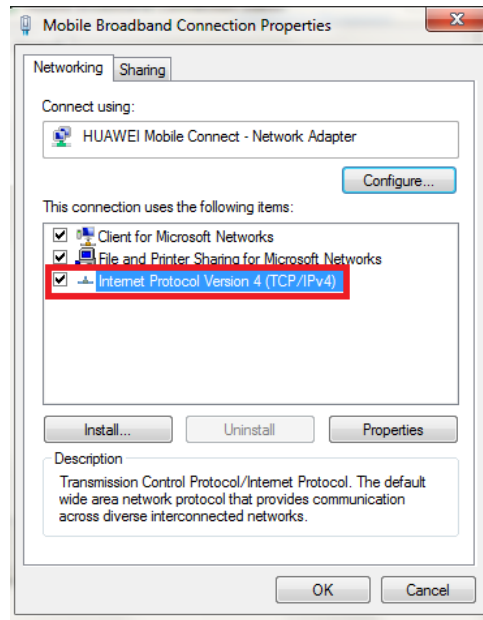 Mobile Broadband Connection Properties
Networking
Sharing
Connect using:
HUAWEI Mobile Connect - Network Adapter
Configure...
This connection uses the following items:
Client for Microsoft Networks
File and Printer Sharing for Microsoft Networks
Internet Protocol Version 4 (TCP/IPv4)
Install...
Uninstall
Properties
Description
Transmission Control Protocol/Internet Protocol. The default
wide area network protocol that provides communication
across diverse interconnected networks.
OK
Cancel